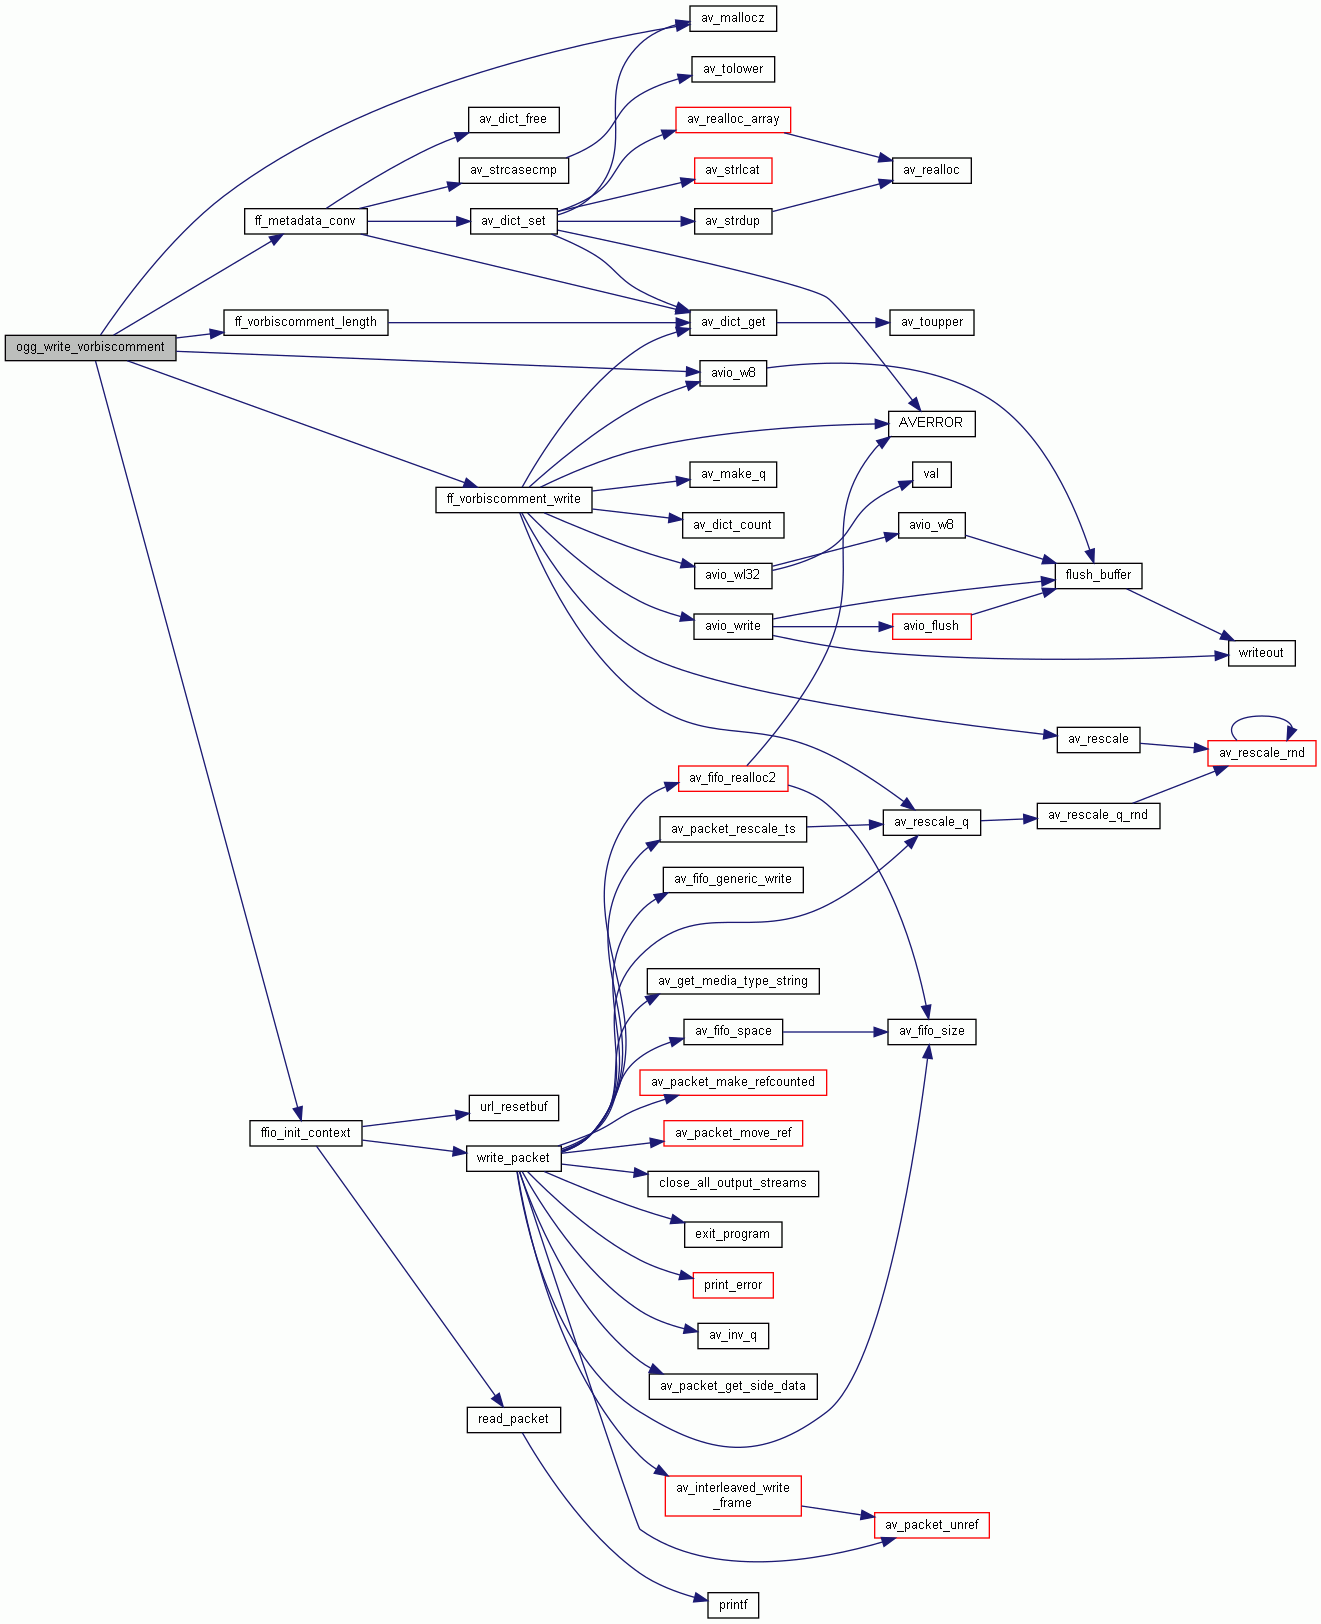 av_mallocz
av_tolower
av_dict_free
av_realloc_array
av_strcasecmp
av_strlcat
av_realloc
ff_metadata_conv
av_dict_set
av_strdup
ff_vorbiscomment_length
av_dict_get
av_toupper
ogg_write_vorbiscomment
avio_w8
AVERROR
av_make_q
val
ff_vorbiscomment_write
av_dict_count
avio_w8
avio_wl32
flush_buffer
avio_write
avio_flush
writeout
av_rescale
av_rescale_rnd
av_fifo_realloc2
av_packet_rescale_ts
av_rescale_q
av_rescale_q_rnd
av_fifo_generic_write
av_get_media_type_string
av_fifo_space
av_fifo_size
av_packet_make_refcounted
url_resetbuf
ffio_init_context
av_packet_move_ref
write_packet
close_all_output_streams
exit_program
print_error
av_inv_q
av_packet_get_side_data
read_packet
av_interleaved_write
_frame
av_packet_unref
printf